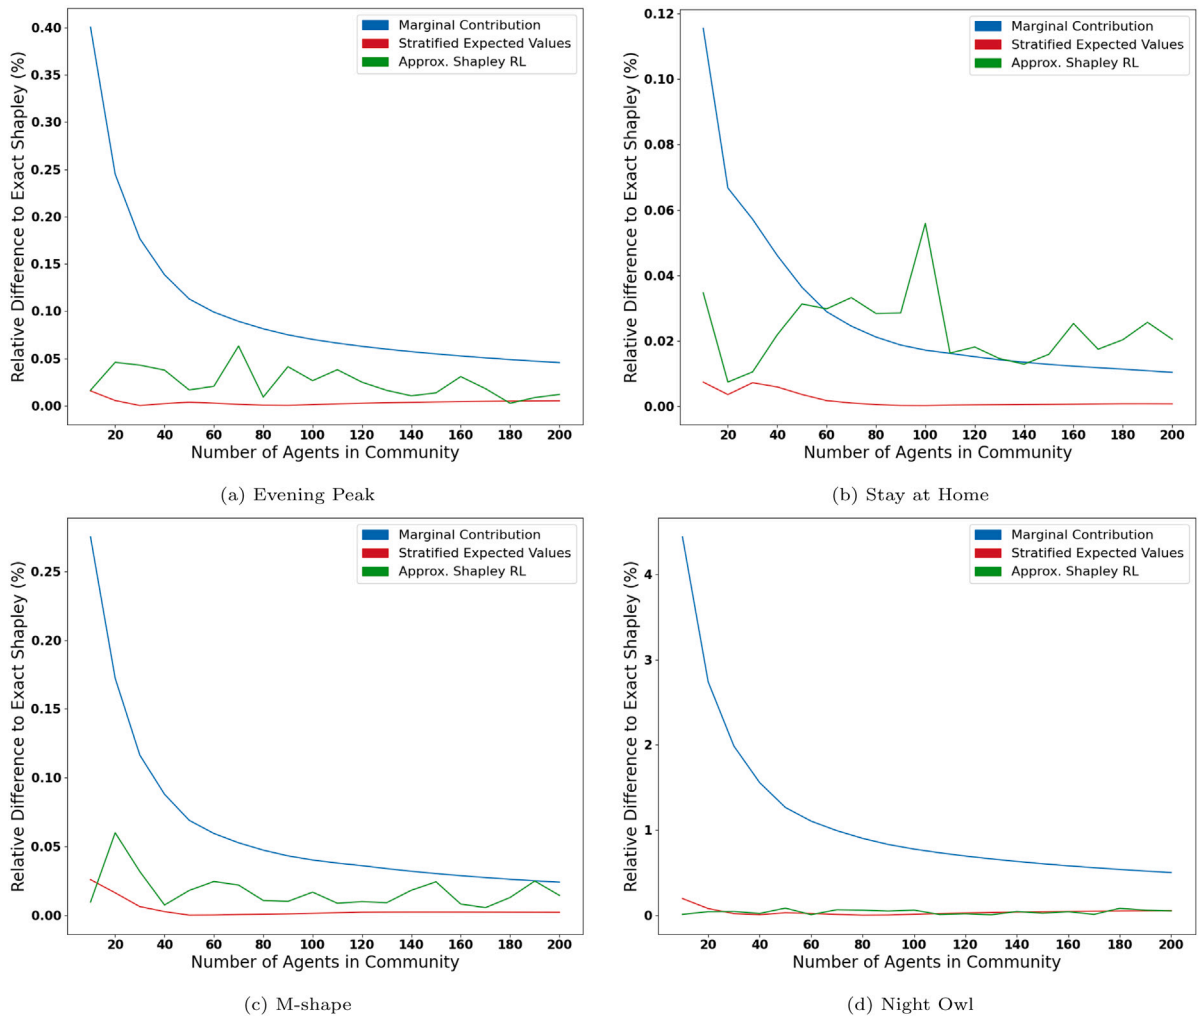 Relative Difference to Exact Shapley (%)
0.40
0.35
0.30
0.25
0.20
0.15
0.10
0.05
0.00
Marginal Contribution
Stratified Expected Values
Approx. Shapley RL
20 40 60 80 100 120 140 160 180 200
Number of Agents in Community
(a) Evening Peak
Relative Difference to Exact Shapley (%)
0.12
0.10
0.08
0.06
0.04
0.02
0.00
Marginal Contribution
Stratified Expected Values
Approx. Shapley RL
20 40 60 80 100 120 140 160 180 200
Number of Agents in Community
(b) Stay at Home
Relative Difference to Exact Shapley (%)
0.25
0.20
0.15
0.10
0.05
0.00
Marginal Contribution
Stratified Expected Values
Approx. Shapley RL
20 40 60 80 100 120 140 160 180 200
Number of Agents in Community
(c) M-shape
Relative Difference to Exact Shapley (%)
4
3
2
1
0
Marginal Contribution
Stratified Expected Values
Approx. Shapley RL
20 40 60 80 100 120 140 160 180 200
Number of Agents in Community
(d) Night Owl